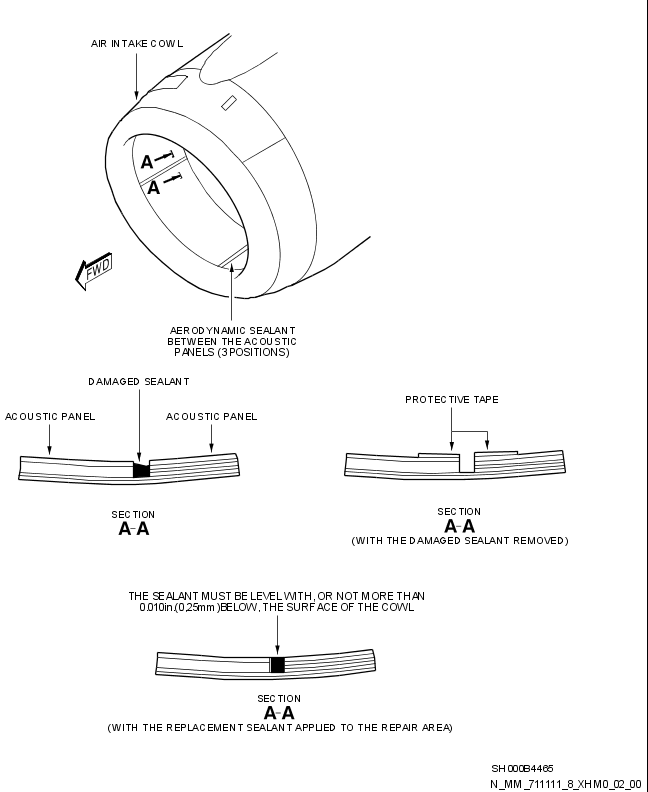 AIR INTAKE COWL
A
A
FWD
AERODYNAMIC SEALANT
BETWEEN THE ACOUSTIC
PANELS (3 POSITIONS)
DAMAGED SEALANT
ACOUSTIC PANEL
ACOUSTIC PANEL
SECTION
A-A
PROTECTIVE TAPE
SECTION
A-A
(WITH THE DAMAGED SEALANT REMOVED)
THE SEALANT MUST BE LEVEL WITH, OR NOT MORE THAN
0.010in.(0,25mm) BELOW, THE SURFACE OF THE COWL
SECTION
A-A
(WITH THE REPLACEMENT SEALANT APPLIED TO THE REPAIR AREA)
SH000B4465
N_MM_711111_8_XHM0_02_00